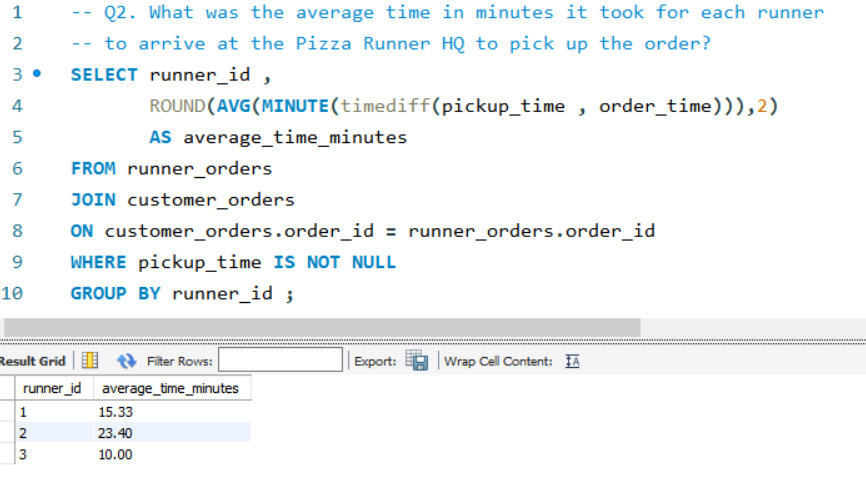 1 -- Q2. What was the average time in minutes it took for each runner
2 -- to arrive at the Pizza Runner HQ to pick up the order?
3 SELECT runner_id ,
4 ROUND(AVG(MINUTE(timediff(pickup_time , order_time))),2)
5 AS average_time_minutes
6 FROM runner_orders
7 JOIN customer_orders
8 ON customer_orders.order_id = runner_orders.order_id
9 WHERE pickup_time IS NOT NULL
10 GROUP BY runner_id ;
Result Grid Filter Rows: Export: Wrap Cell Content: IA
runner_id average_time_minutes
1 15.33
2 23.40
3 10.00